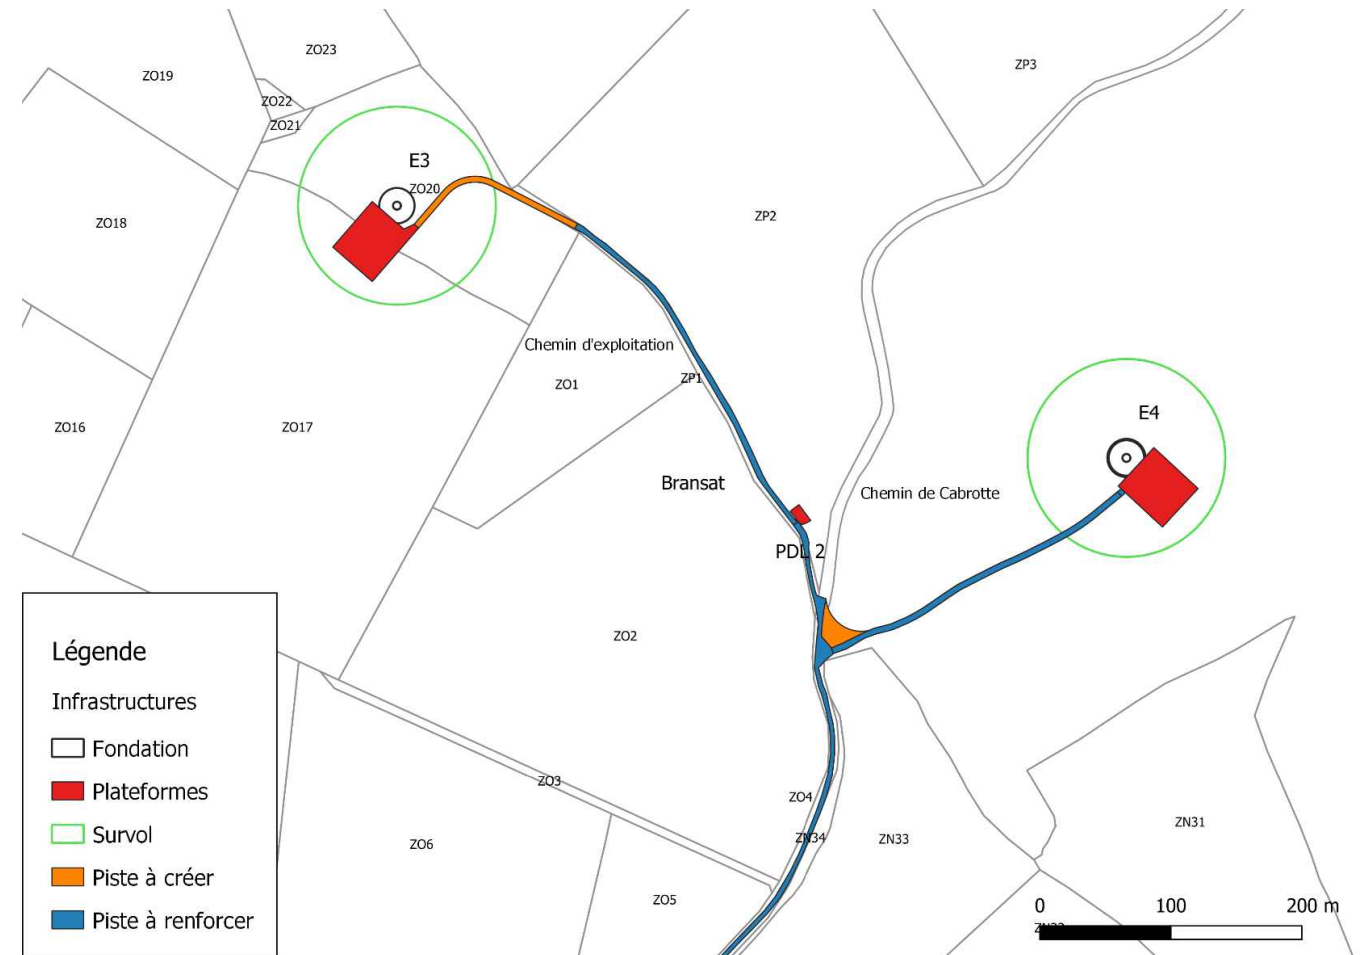 ZO23
ZP3
ZO19
ZO22
ZO21
E3
ZO20
ZP2
ZO18
Chemin d'exploitation
ZP1
ZO1
E4
ZO16
ZO17
Bransat
Chemin de Cabrotte
PDL 2
ZO2
Légende
Infrastructures
Fondation
Plateformes
Survol
Piste à créer
Piste à renforcer
ZO3
ZO4
ZN34
ZN33
ZN31
ZO6
ZO5
0 100 200 m